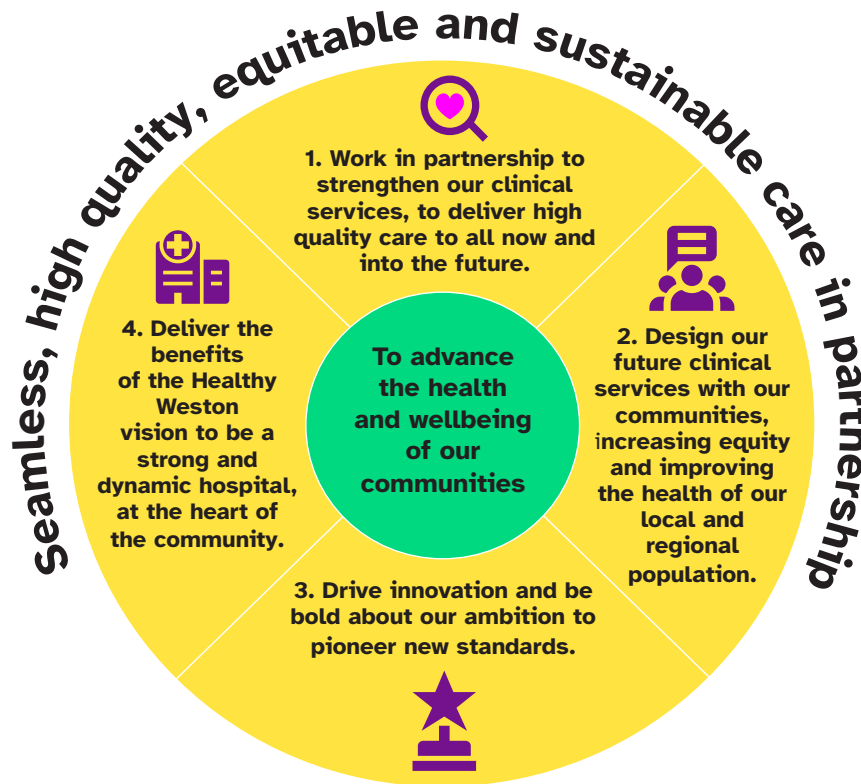 Seamless, high quality, equitable and sustainable care in partnership
1. Work in partnership to
strengthen our clinical
services, to deliver high
quality care to all now and
into the future.
2. Design our
future clinical
services with our
communities,
increasing equity
and improving
the health of our
local and
regional
population.
3. Drive innovation and be
bold about our ambition to
pioneer new standards.
4. Deliver the
benefits
of the Healthy
Weston
vision to be a
strong and
dynamic hospital,
at the heart of
the community.
To advance
the health
and wellbeing
of our
communities